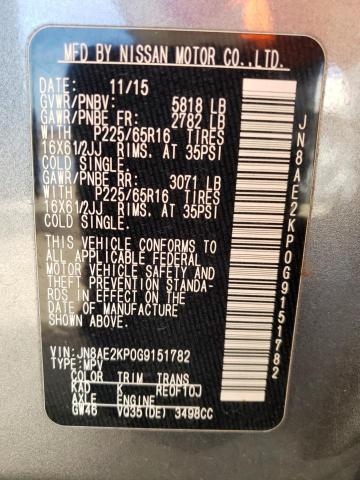 MFD BY NISSAN MOTOR CO.,LTD.
DATE: 11/15
GVWR/PNBV: 5818 LB
GAWR/PNBE FR: 2782 LB
WITH P225/65R16 TIRES
16X61/2JJ RIMS. AT 35PSI
COLD SINGLE.
GAWR/PNBE RR: 3071 LB
WITH P225/65R16 TIRES
16X61/2JJ RIMS. AT 35PSI
COLD SINGLE.
THIS VEHICLE CONFORMS TO
ALL APPLICABLE FEDERAL
MOTOR VEHICLE SAFETY AND
THEFT PREVENTION STANDA-
RDS IN EFFECT ON THE
DATE OF MANUFACTURE
SHOWN ABOVE.
VIN:JN8AE2KP0G9151782
TYPE:MPV
COLOR TRIM TRANS
KAD K RE0F10J
AXLE ENGINE
GW46 VQ35(DE) 3498CC
JN8AE2KP0G9151782